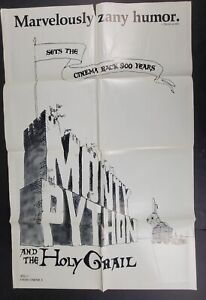 Marvelously zany humor.
SETS THE
CINEMA BACK 900 YEARS
MONTY
PYTHON
AND
THE HOLY GRAIL